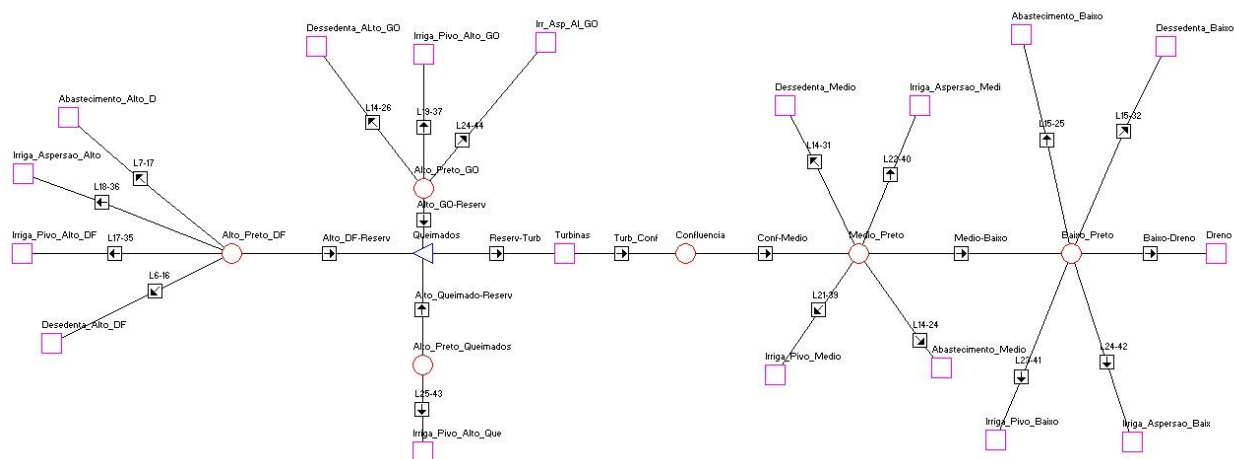 Dessedenta_ALto_GO
Irriga_Pivo_Alto_GO
Irr_Asp_Al_GO
Abastecimento_Baixo
Dessedenta_Baixo
Abastecimento_Alto_D
Dessedenta_Medio
Irriga_Aspersao_Medi
L14-26
L19-37
L24-44
L15-25
L15-32
Irriga_Aspersao_Alto
L7-17
L14-31
L22-40
Alto_Preto_GO
L18-36
Alto_GO-Reserv
Irriga_Pivo_Alto_DF
L17-35
Alto_Preto_DF
Alto_DF-Reserv
Queimados
Reserv-Turb
Turbinas
Turb_Conf
Confluencia
Conf-Medio
Medio_Preto
Medio-Baixo
Baixo_Preto
Baixo-Dreno
Dreno
L6-16
Alto_Queimado-Reserv
L21-39
Desedenta_Alto_DF
Alto_Preto_Queimados
L14-24
L23-41
L24-42
Irriga_Pivo_Medio
Abastecimento_Medio
L25-43
Irriga_Pivo_Alto_Que
Irriga_Pivo_Baixo
Irriga_Aspersao_Baix